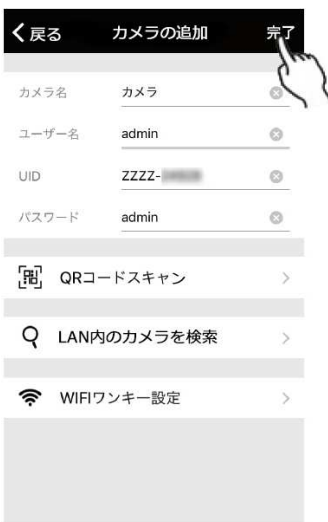 戻る カメラの追加 完了
カメラ名 カメラ
ユーザー名 admin
UID ZZZZ-
パスワード admin
QRコードスキャン
LAN内のカメラを検索
WIFIワンキー設定